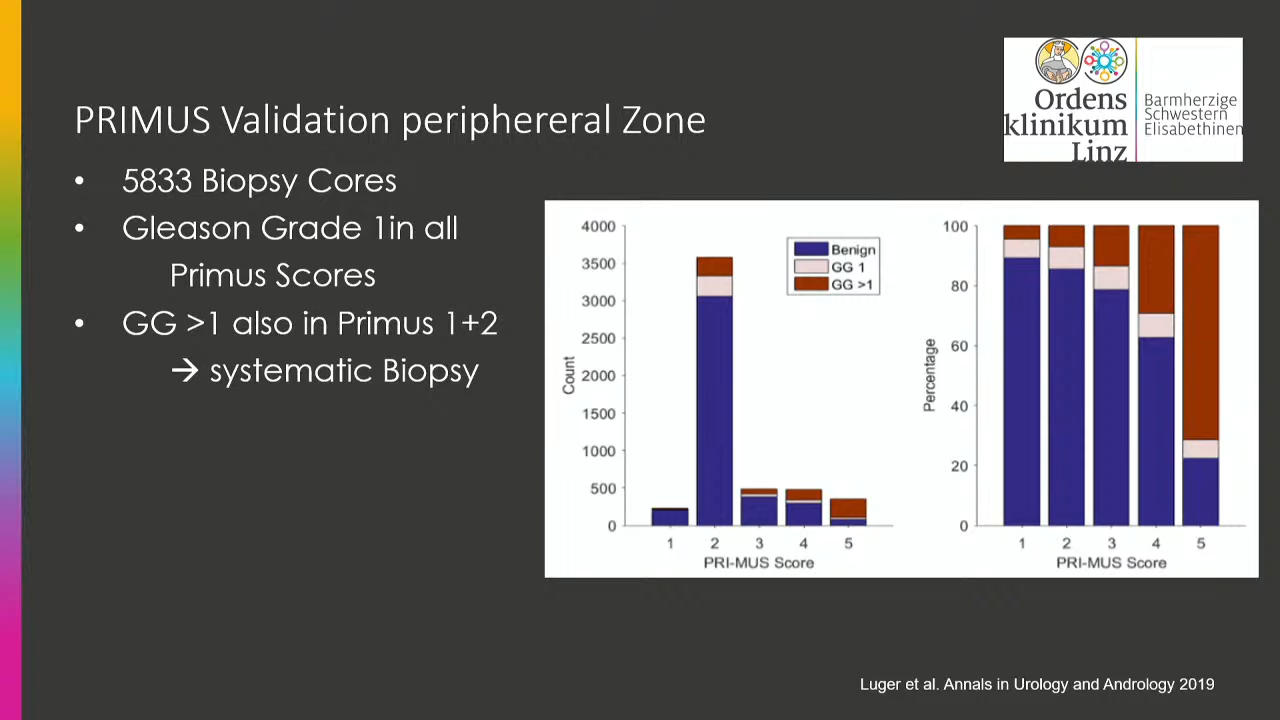 Ordens
klinikum
Linz
Barmherzige
Schwestern
Elisabethinen
PRIMUS Validation periphereral Zone
• 5833 Biopsy Cores
• Gleason Grade 1in all
Primus Scores
• GG >1 also in Primus 1+2
→ systematic Biopsy
4000
3500
3000
2500
2000
1500
1000
500
0
Count
Benign
GG 1
GG >1
1 2 3 4 5
PRI-MUS Score
100
80
60
40
20
0
Percentage
1 2 3 4 5
PRI-MUS Score
Luger et al. Annals in Urology and Andrology 2019